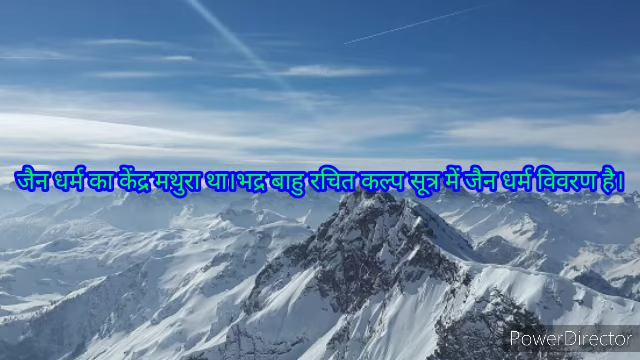 जैन धर्म का केंद्र मथुरा था।भद्र बाहु रचित कल्प सूत्र में जैन धर्म विवरण है।
PowerDirector